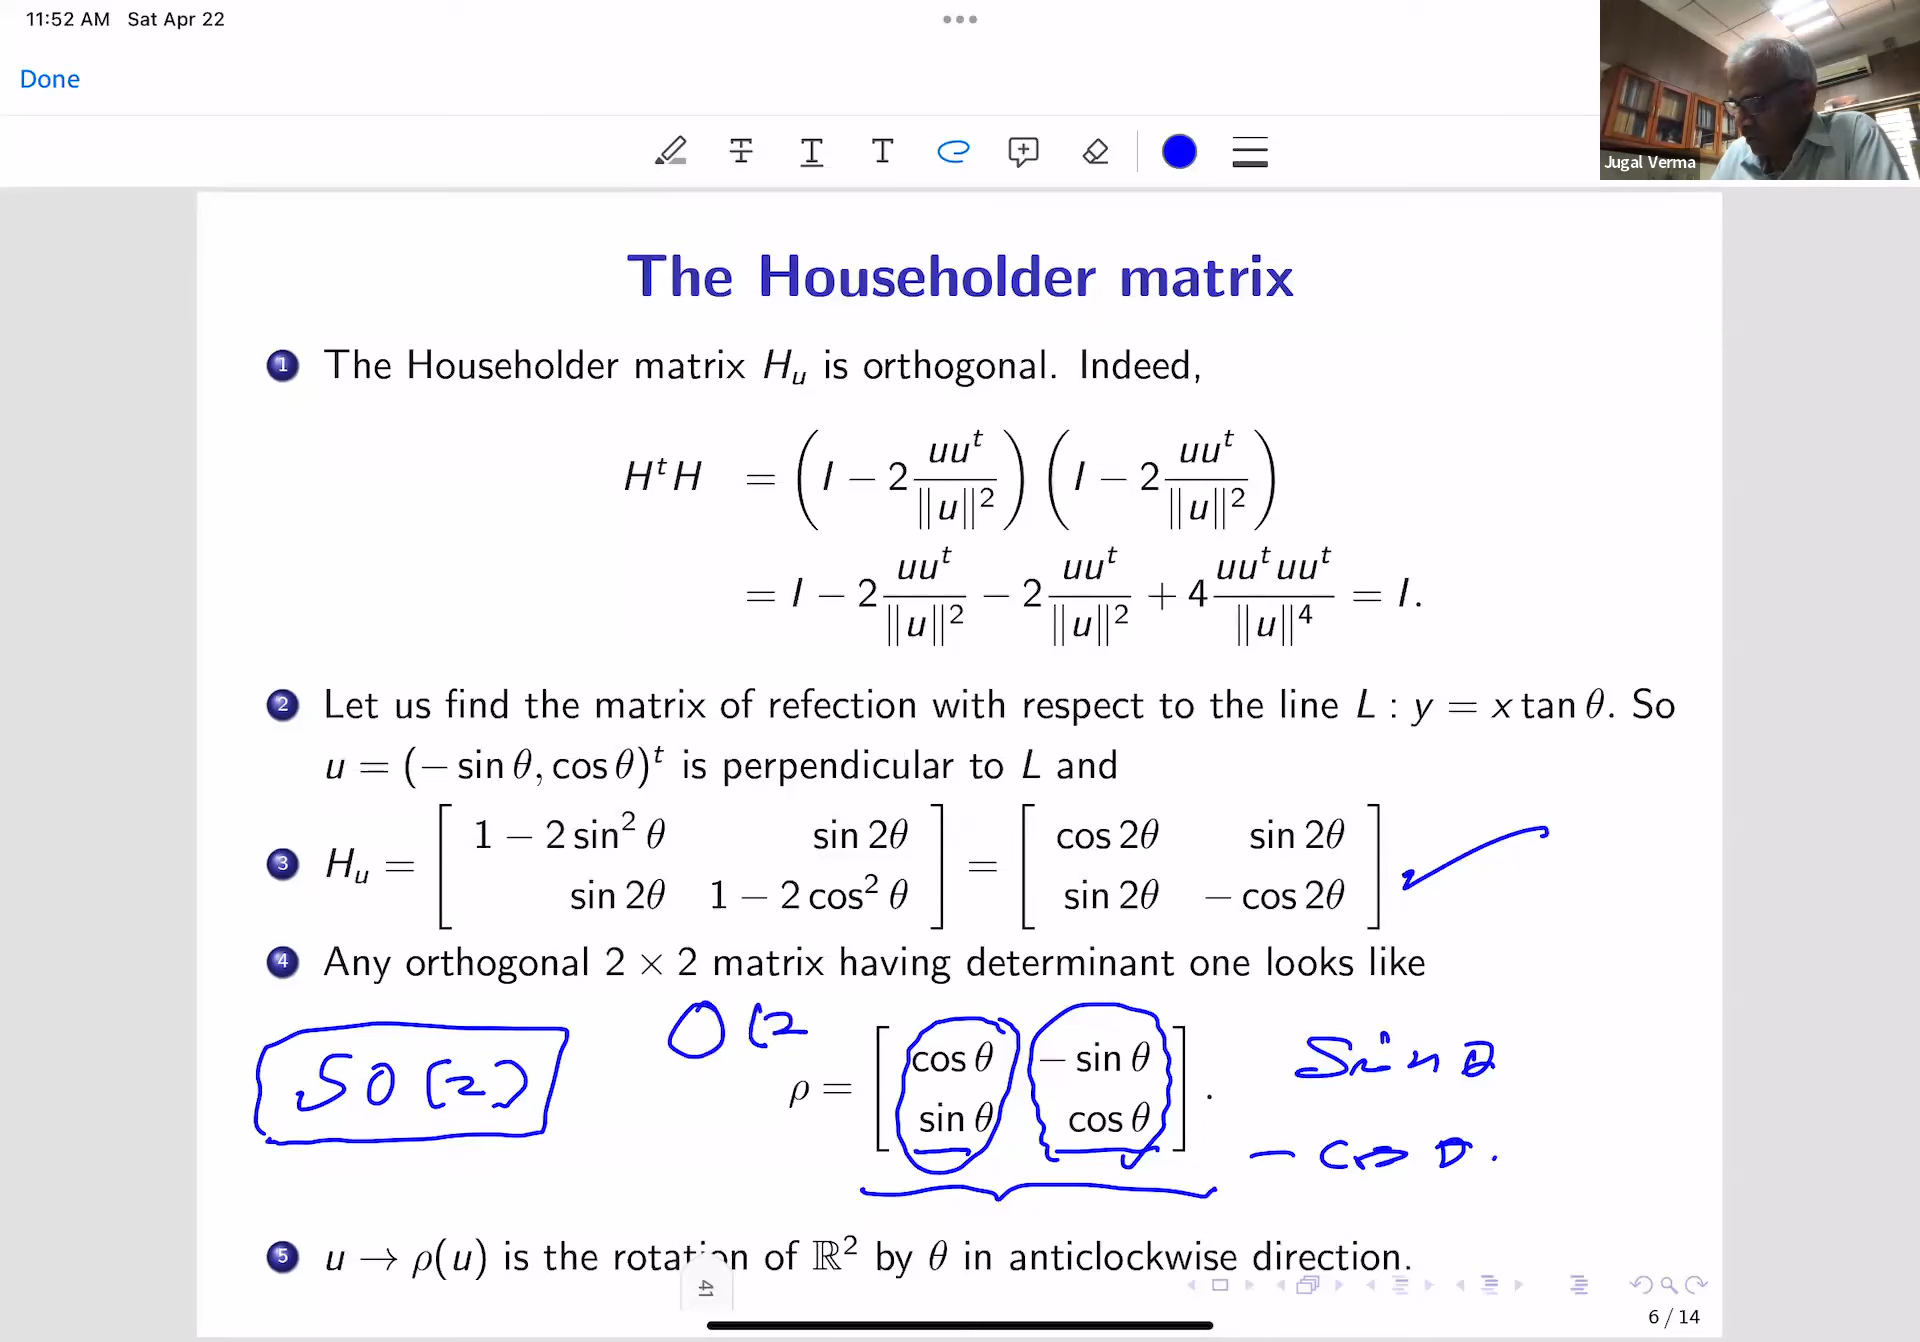 11:52 AM Sat Apr 22
Done
Jugal Verma
The Householder matrix
1 The Householder matrix H_u is orthogonal. Indeed,
H^t H = ( I − 2 uu^t / ||u||^2 ) ( I − 2 uu^t / ||u||^2 )
= I − 2 uu^t / ||u||^2 − 2 uu^t / ||u||^2 + 4 uu^t uu^t / ||u||^4 = I.
2 Let us find the matrix of refection with respect to the line L : y = x tan θ. So
u = (− sin θ, cos θ)^t is perpendicular to L and
3 H_u = [ 1 − 2 sin^2 θ  sin 2θ ; sin 2θ  1 − 2 cos^2 θ ] = [ cos 2θ  sin 2θ ; sin 2θ  − cos 2θ ]
4 Any orthogonal 2 × 2 matrix having determinant one looks like
SO(2)
O(2
ρ = [ cos θ  − sin θ ; sin θ  cos θ ] .
Sin θ
− Cos θ .
5 u → ρ(u) is the rotation of ℝ^2 by θ in anticlockwise direction.
6 / 14